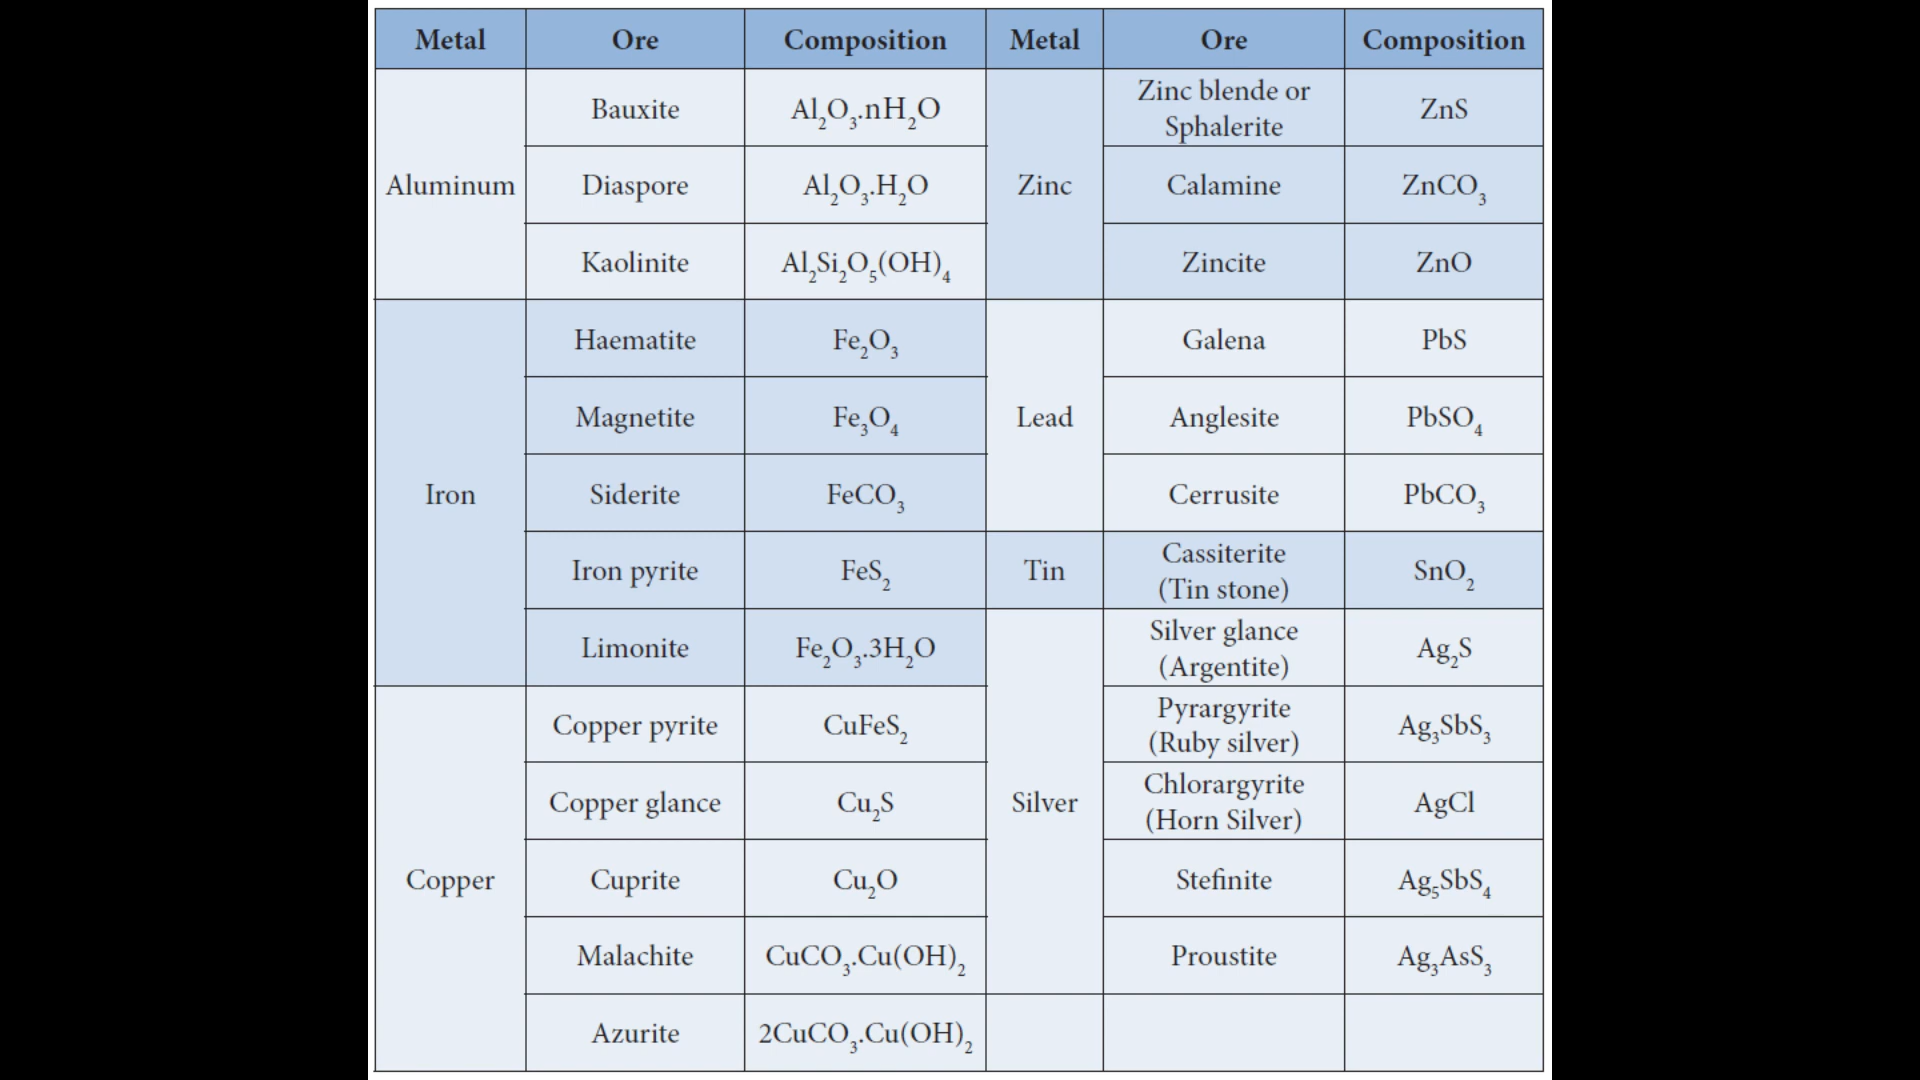 Metal Ore Composition Metal Ore Composition
Aluminum
Bauxite Al₂O₃.nH₂O
Diaspore Al₂O₃.H₂O
Kaolinite Al₂Si₂O₅(OH)₄
Iron
Haematite Fe₂O₃
Magnetite Fe₃O₄
Siderite FeCO₃
Iron pyrite FeS₂
Limonite Fe₂O₃.3H₂O
Copper
Copper pyrite CuFeS₂
Copper glance Cu₂S
Cuprite Cu₂O
Malachite CuCO₃.Cu(OH)₂
Azurite 2CuCO₃.Cu(OH)₂
Zinc
Zinc blende or
Sphalerite ZnS
Calamine ZnCO₃
Zincite ZnO
Lead
Galena PbS
Anglesite PbSO₄
Cerrusite PbCO₃
Tin
Cassiterite
(Tin stone) SnO₂
Silver
Silver glance
(Argentite) Ag₂S
Pyrargyrite
(Ruby silver) Ag₃SbS₃
Chlorargyrite
(Horn Silver) AgCl
Stefinite Ag₅SbS₄
Proustite Ag₃AsS₃